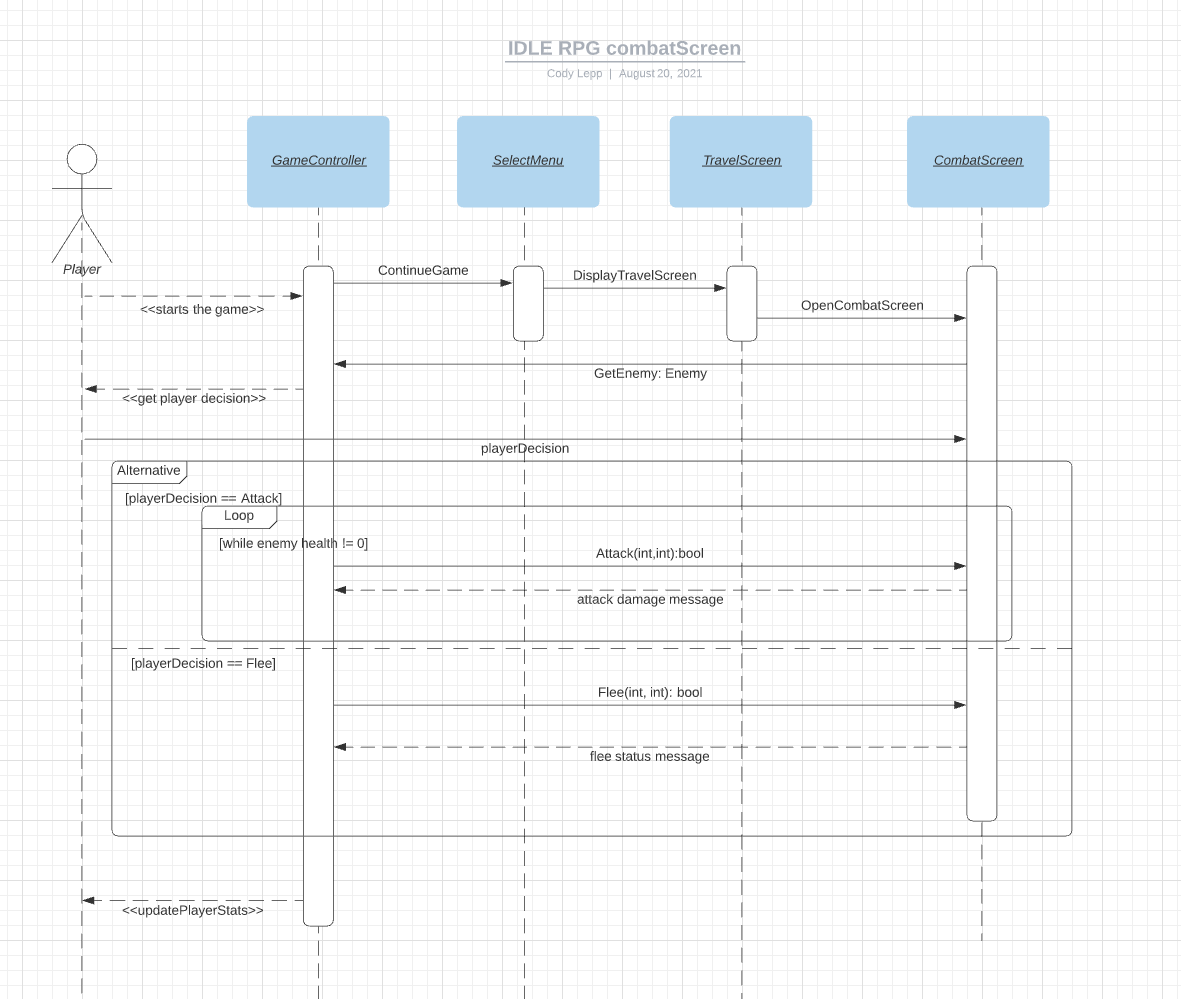 IDLE RPG combatScreen
Cody Lepp | August 20, 2021
GameController
SelectMenu
TravelScreen
CombatScreen
Player
ContinueGame
DisplayTravelScreen
<<starts the game>>
OpenCombatScreen
GetEnemy: Enemy
<<get player decision>>
playerDecision
Alternative
[playerDecision == Attack]
Loop
[while enemy health != 0]
Attack(int,int):bool
attack damage message
[playerDecision == Flee]
Flee(int, int): bool
flee status message
<<updatePlayerStats>>